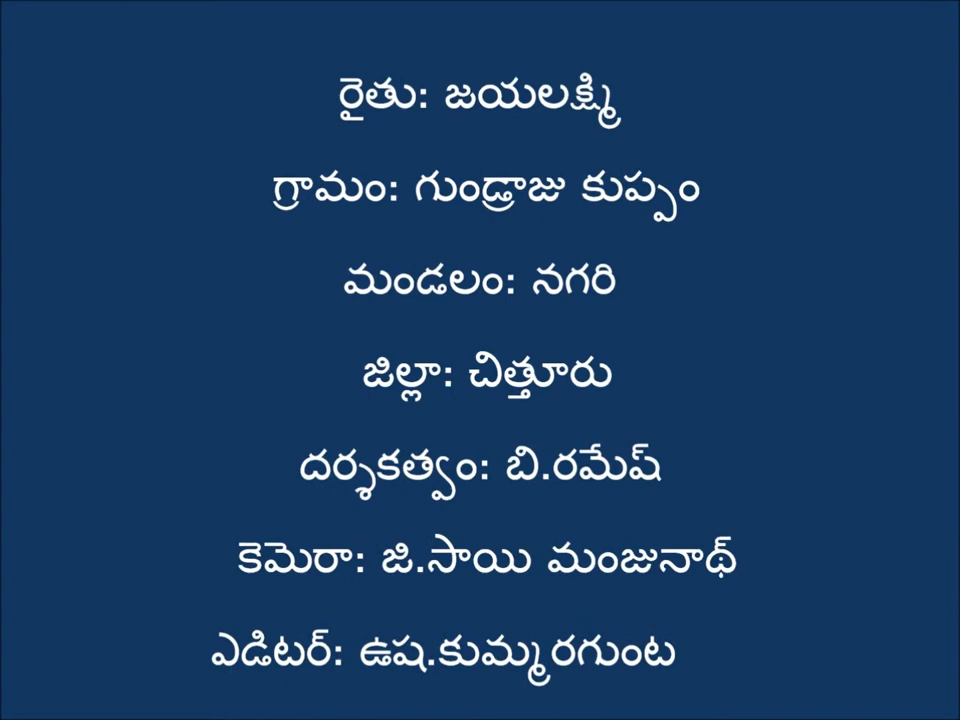 రైతు: జయలక్ష్మి
గ్రామం: గుండ్రాజు కుప్పం
మండలం: నగరి
జిల్లా: చిత్తూరు
దర్శకత్వం: బి.రమేష్
కెమెరా: జి.సాయి మంజునాథ్
ఎడిటర్: ఉష.కుమ్మరగుంట